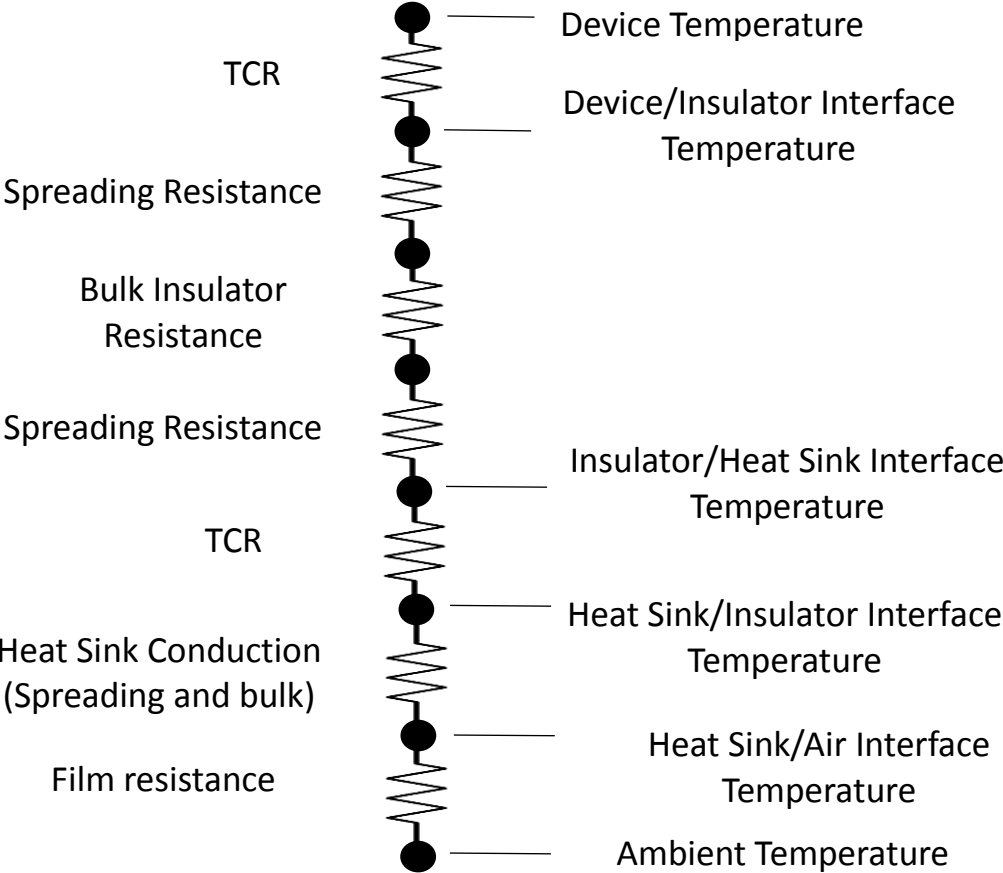 Device Temperature
TCR
Device/Insulator Interface
Temperature
Spreading Resistance
Bulk Insulator
Resistance
Spreading Resistance
Insulator/Heat Sink Interface
Temperature
TCR
Heat Sink/Insulator Interface
Temperature
Heat Sink Conduction
(Spreading and bulk)
Heat Sink/Air Interface
Temperature
Film resistance
Ambient Temperature